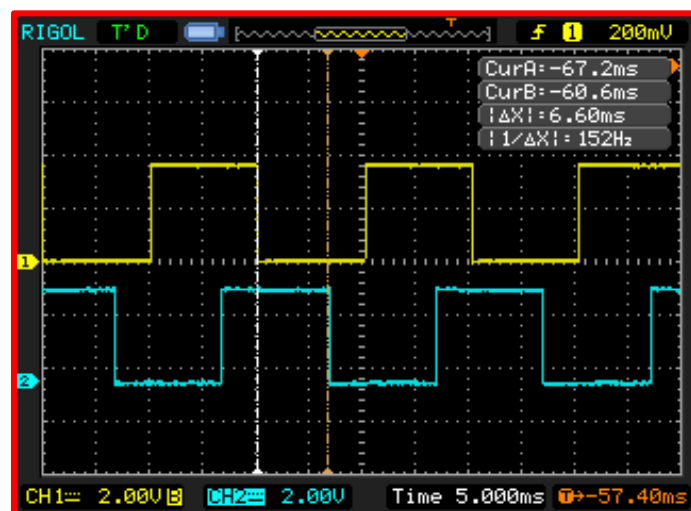 RIGOL T'D T f 1 200mV
CurA:-67.2ms
CurB:-60.6ms
|ΔX|:6.60ms
|1/ΔX|:152Hz
1
2
CH1 2.00V B CH2 2.00V Time 5.000ms T→-57.40ms